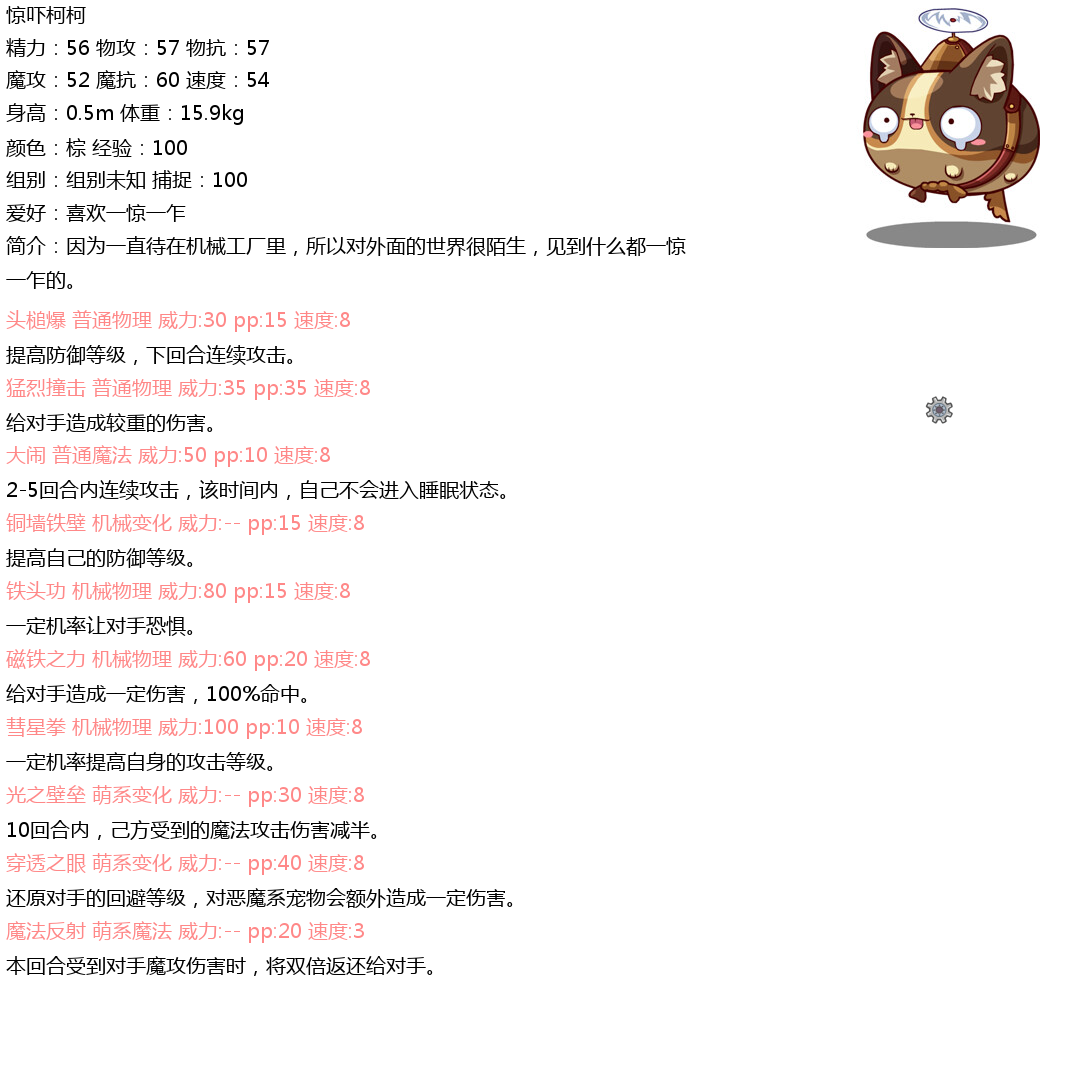 惊吓柯柯
精力：56 物攻：57 物抗：57
魔攻：52 魔抗：60 速度：54
身高：0.5m 体重：15.9kg
颜色：棕 经验：100
组别：组别未知 捕捉：100
爱好：喜欢一惊一乍
简介：因为一直待在机械工厂里，所以对外面的世界很陌生，见到什么都一惊
一乍的。
头槌爆 普通物理 威力:30 pp:15 速度:8
提高防御等级，下回合连续攻击。
猛烈撞击 普通物理 威力:35 pp:35 速度:8
给对手造成较重的伤害。
大闹 普通魔法 威力:50 pp:10 速度:8
2-5回合内连续攻击，该时间内，自己不会进入睡眠状态。
铜墙铁壁 机械变化 威力:-- pp:15 速度:8
提高自己的防御等级。
铁头功 机械物理 威力:80 pp:15 速度:8
一定机率让对手恐惧。
磁铁之力 机械物理 威力:60 pp:20 速度:8
给对手造成一定伤害，100%命中。
彗星拳 机械物理 威力:100 pp:10 速度:8
一定机率提高自身的攻击等级。
光之壁垒 萌系变化 威力:-- pp:30 速度:8
10回合内，己方受到的魔法攻击伤害减半。
穿透之眼 萌系变化 威力:-- pp:40 速度:8
还原对手的回避等级，对恶魔系宠物会额外造成一定伤害。
魔法反射 萌系魔法 威力:-- pp:20 速度:3
本回合受到对手魔攻伤害时，将双倍返还给对手。